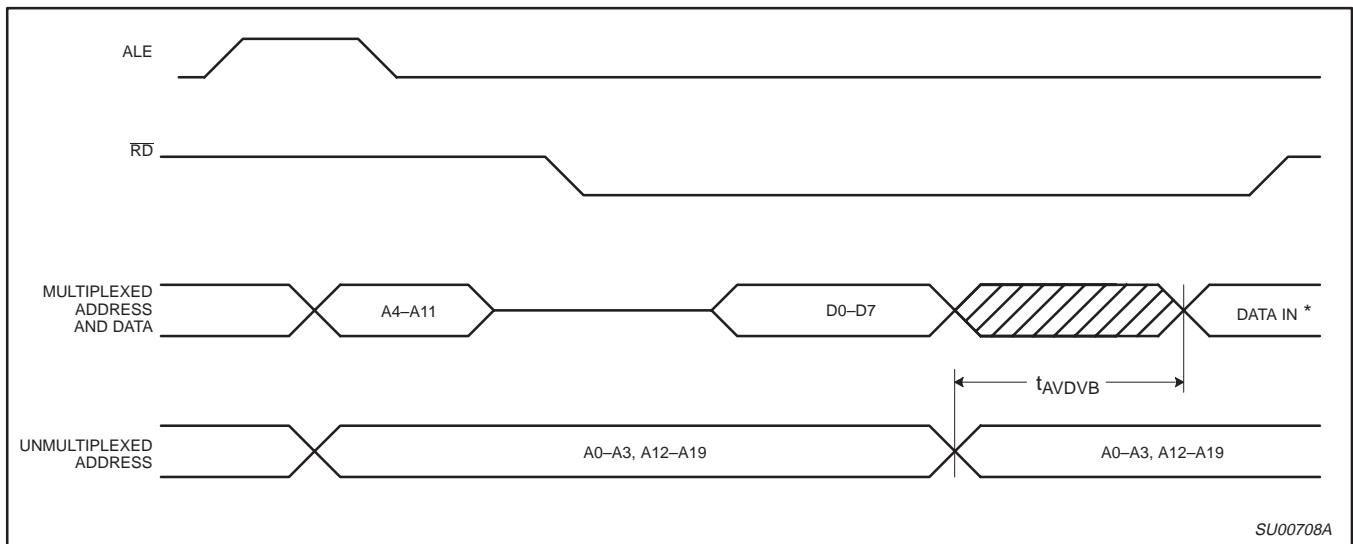 ALE
RD
MULTIPLEXED
ADDRESS
AND DATA
A4–A11
D0–D7
DATA IN *
tAVDVB
UNMULTIPLEXED
ADDRESS
A0–A3, A12–A19
A0–A3, A12–A19
SU00708A